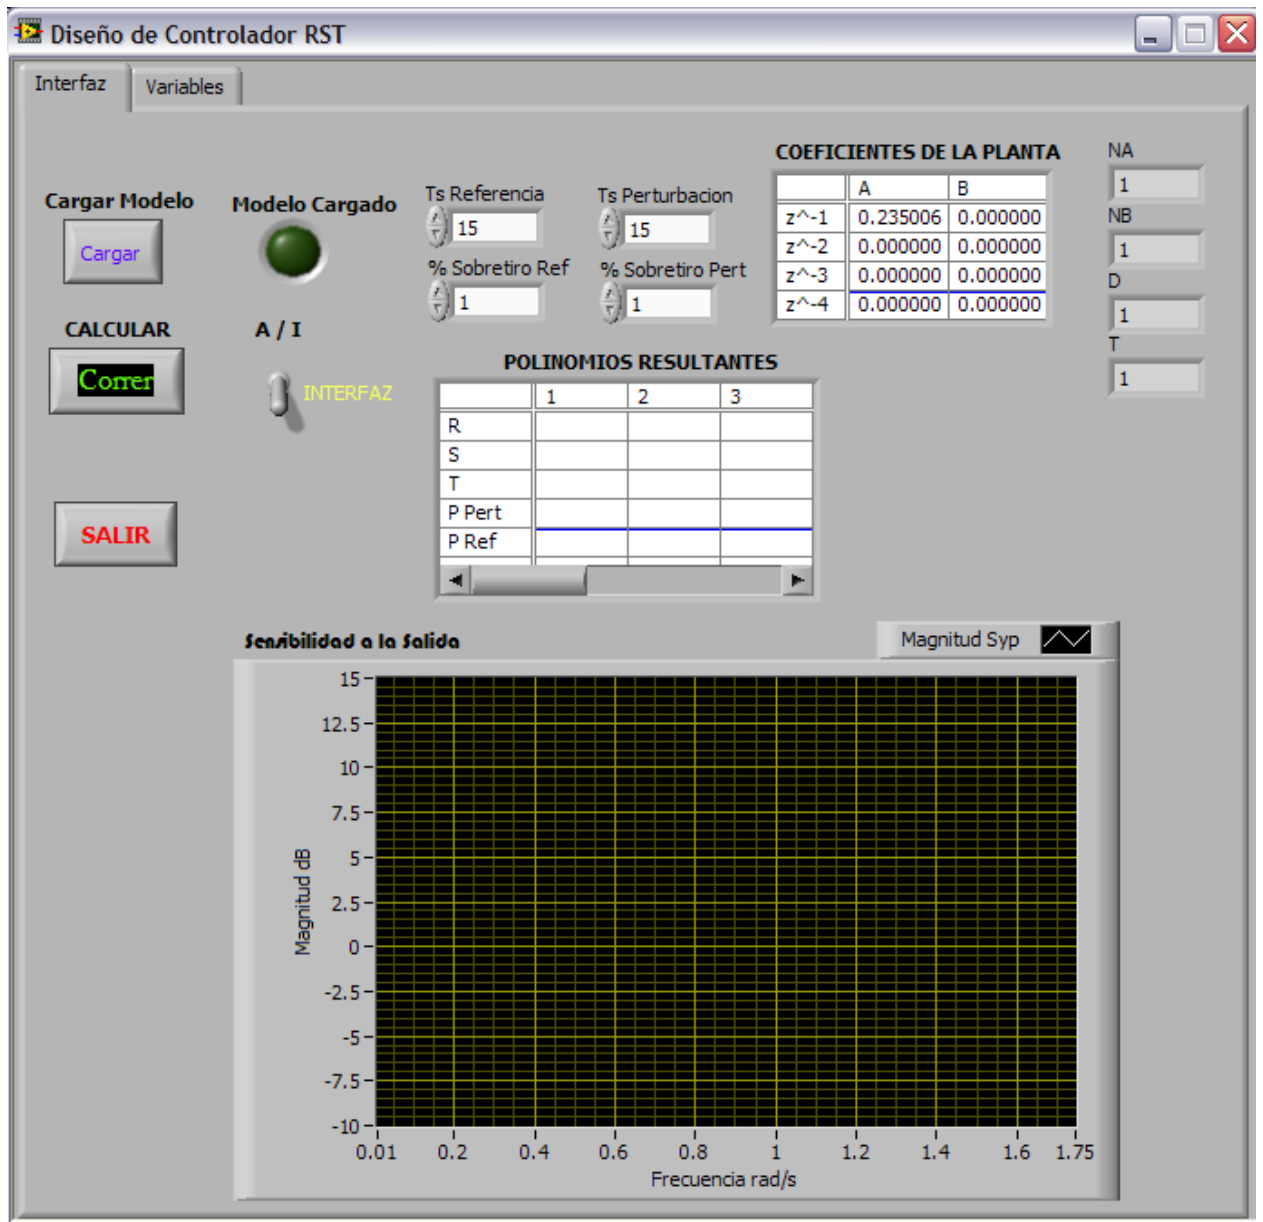 Diseño de Controlador RST
Interfaz
Variables
Cargar Modelo
Cargar
Modelo Cargado
Ts Referencia
15
Ts Perturbacion
15
% Sobretiro Ref
1
% Sobretiro Pert
1
COEFICIENTES DE LA PLANTA
A B
z^-1 0.235006 0.000000
z^-2 0.000000 0.000000
z^-3 0.000000 0.000000
z^-4 0.000000 0.000000
NA
1
NB
1
D
1
T
1
CALCULAR
Correr
A / I
INTERFAZ
SALIR
POLINOMIOS RESULTANTES
1 2 3
R
S
T
P Pert
P Ref
Sensibilidad a la Salida
Magnitud Syp
Magnitud dB
15
12.5
10
7.5
5
2.5
0
-2.5
-5
-7.5
-10
0.01 0.2 0.4 0.6 0.8 1 1.2 1.4 1.6 1.75
Frecuencia rad/s